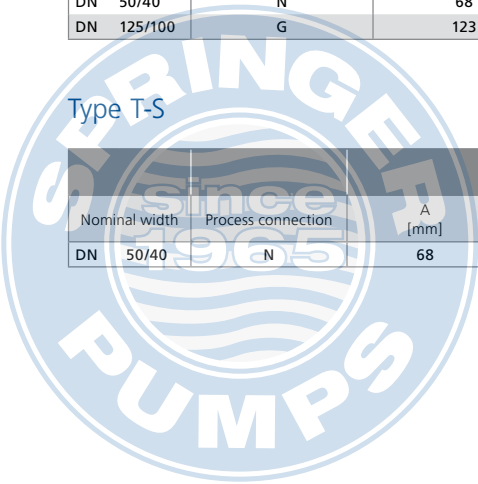 DN 50/40 N 68
DN 125/100 G 123
Type T-S
Nominal width Process connection A [mm]
DN 50/40 N 68
SPRINGER
since
1965
PUMPS